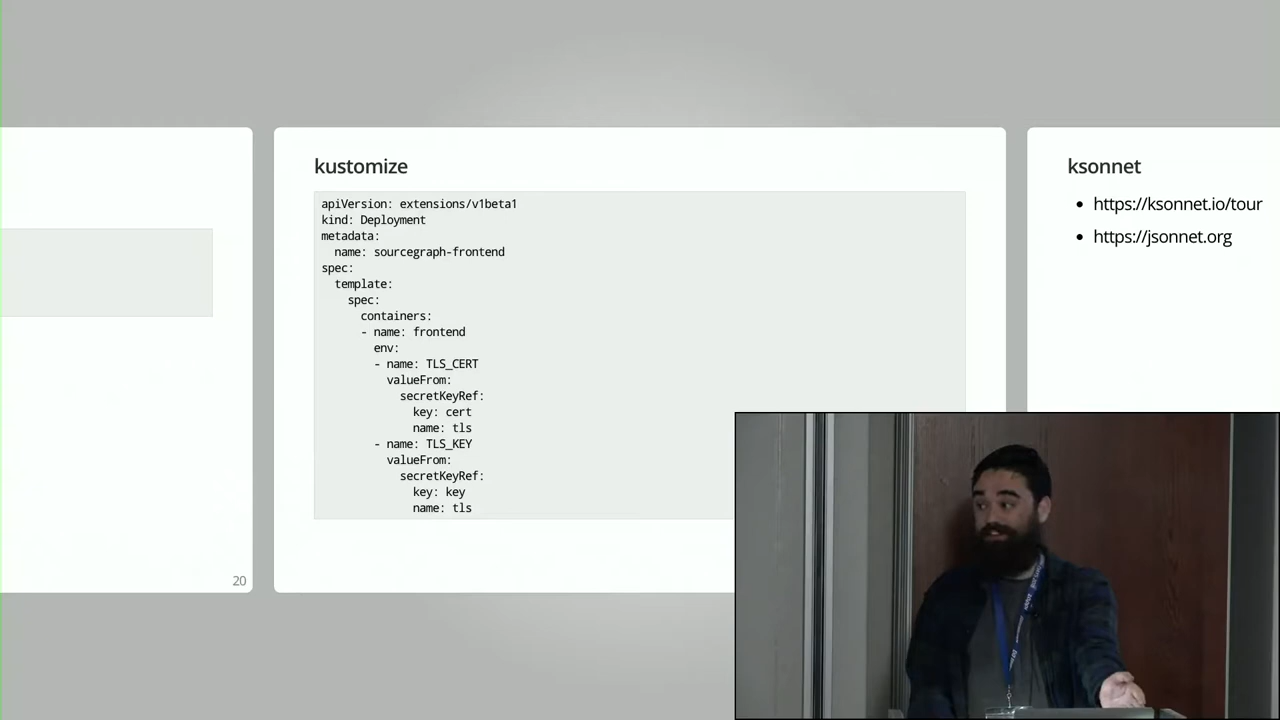 20
kustomize
apiVersion: extensions/v1beta1
kind: Deployment
metadata:
  name: sourcegraph-frontend
spec:
  template:
    spec:
      containers:
      - name: frontend
        env:
        - name: TLS_CERT
          valueFrom:
            secretKeyRef:
              key: cert
              name: tls
        - name: TLS_KEY
          valueFrom:
            secretKeyRef:
              key: key
              name: tls
ksonnet
• https://ksonnet.io/tour
• https://jsonnet.org